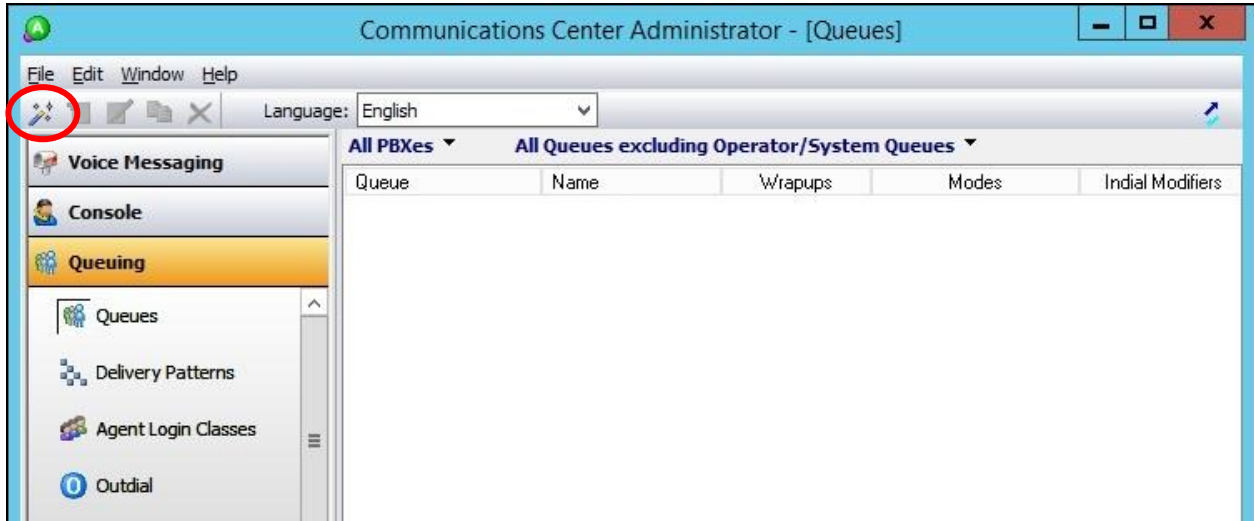 Communications Center Administrator - [Queues]
File Edit Window Help
Language: English
Voice Messaging
Console
Queuing
Queues
Delivery Patterns
Agent Login Classes
Outdial
All PBXes All Queues excluding Operator/System Queues
Queue Name Wrapups Modes Indial Modifiers